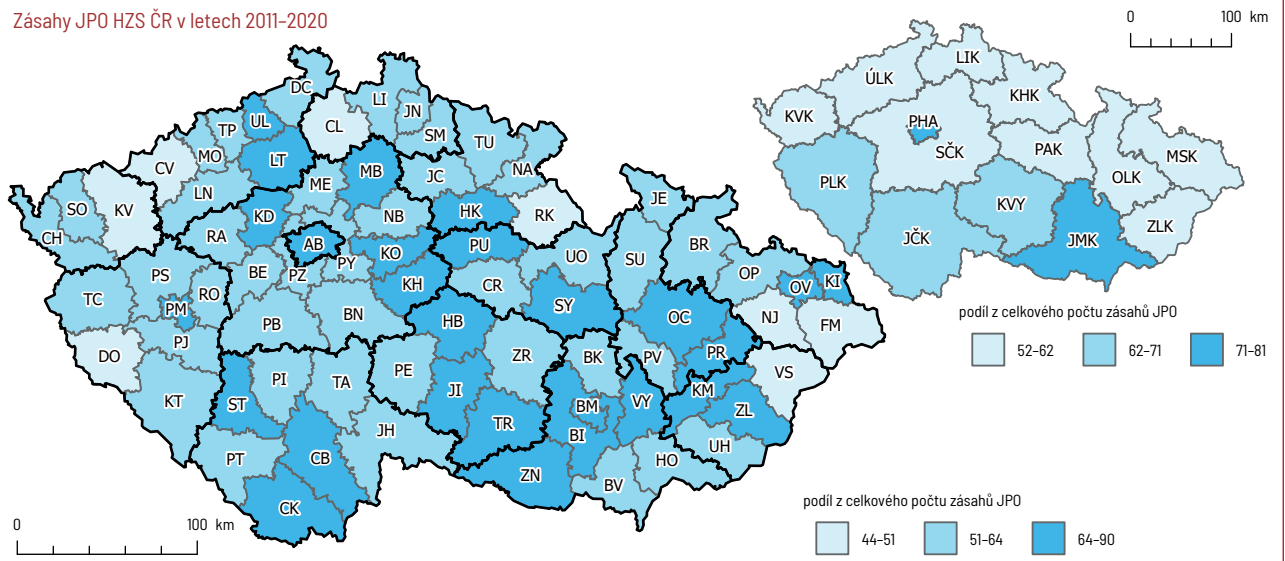 Zásahy JPO HZS ČR v letech 2011–2020
0 100 km
DC
LI
JN
SM
CL
UL
TP
MO
LT
CV
LN
TU
NA
MB
ME
JC
SO
KV
CH
KD
NB
HK
RK
RA
AB
KO
PU
JE
BR
SU
UO
OP
OV
KI
PS
BE
PZ
PY
KH
CR
TC
RO
PM
PB
BN
HB
SY
OC
NJ
FM
PJ
DO
KT
ZR
BK
PV
PR
VS
PE
PI
TA
ST
JI
KM
ZL
TR
BM
VY
BI
JH
PT
CB
ZN
HO
UH
BV
CK
0 100 km
LIK
ÚLK
KHK
KVK
PHA
SČK
PAK
MSK
OLK
PLK
KVY
ZLK
JČK
JMK
podíl z celkového počtu zásahů JPO
52–62 62–71 71–81
podíl z celkového počtu zásahů JPO
44–51 51–64 64–90